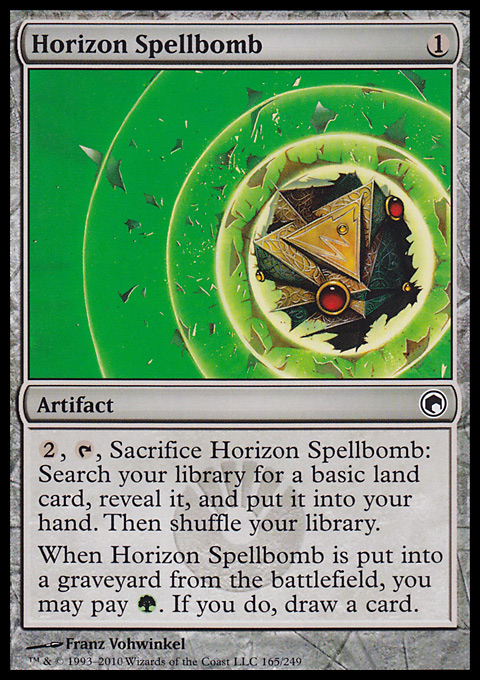 Horizon Spellbomb 1
Artifact
2, , Sacrifice Horizon Spellbomb:
Search your library for a basic land
card, reveal it, and put it into your
hand. Then shuffle your library.
When Horizon Spellbomb is put into
a graveyard from the battlefield, you
may pay . If you do, draw a card.
Franz Vohwinkel
™ & © 1993–2010 Wizards of the Coast LLC 165/249